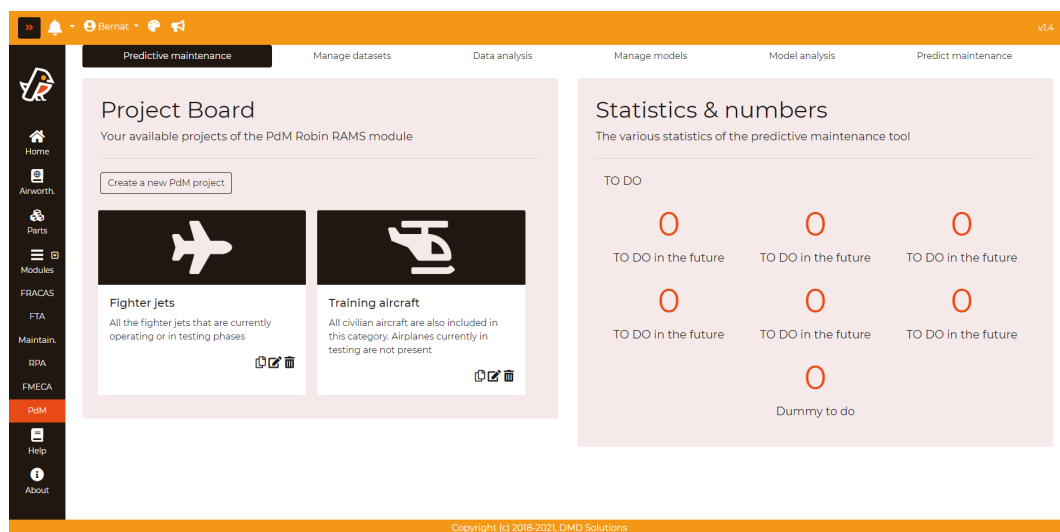 Bernat
v1.4
Predictive maintenance
Manage datasets
Data analysis
Manage models
Model analysis
Predict maintenance
Home
Airworth.
Parts
Modules
FRACAS
FTA
Maintain.
RPA
FMECA
PdM
Help
About
Project Board
Your available projects of the PdM Robin RAMS module
Create a new PdM project
Fighter jets
All the fighter jets that are currently
operating or in testing phases
Training aircraft
All civilian aircraft are also included in
this category. Airplanes currently in
testing are not present
Statistics & numbers
The various statistics of the predictive maintenance tool
TO DO
0 0 0
TO DO in the future TO DO in the future TO DO in the future
0 0 0
TO DO in the future TO DO in the future TO DO in the future
0
Dummy to do
Copyright (c) 2018-2021, DMD Solutions